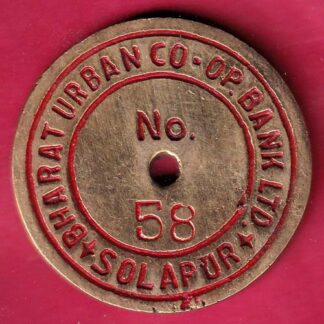 ★BHARAT URBAN CO-OP. BANK LTD.★
SOLAPUR
No.
58